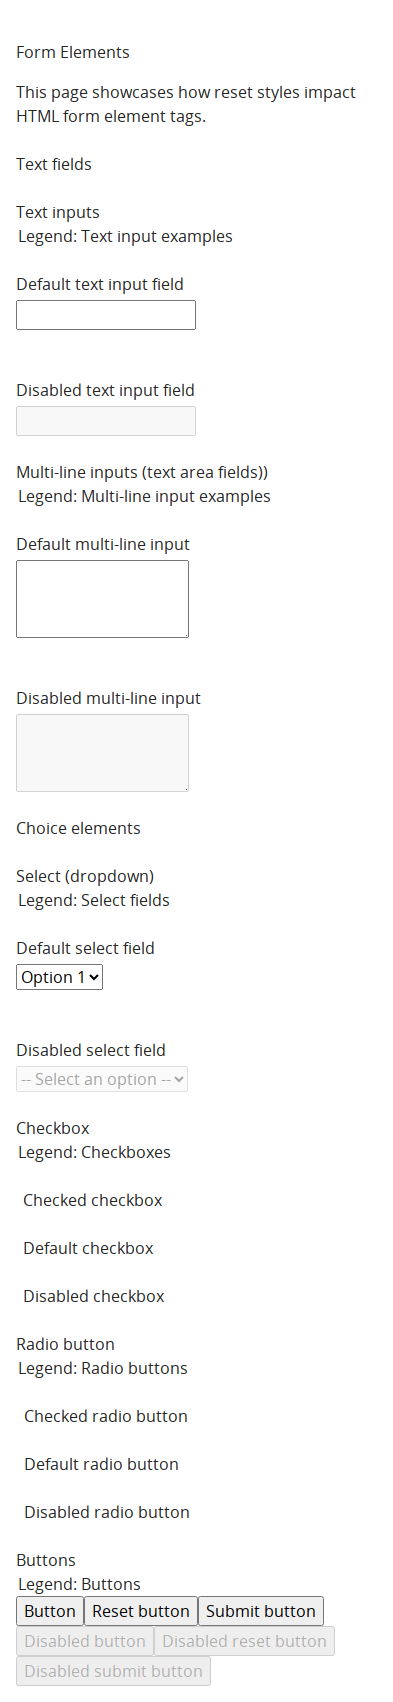 Form Elements
This page showcases how reset styles impact
HTML form element tags.
Text fields
Text inputs
Legend: Text input examples
Default text input field
Disabled text input field
Multi-line inputs (text area fields))
Legend: Multi-line input examples
Default multi-line input
Disabled multi-line input
Choice elements
Select (dropdown)
Legend: Select fields
Default select field
Option 1
Disabled select field
-- Select an option --
Checkbox
Legend: Checkboxes
Checked checkbox
Default checkbox
Disabled checkbox
Radio button
Legend: Radio buttons
Checked radio button
Default radio button
Disabled radio button
Buttons
Legend: Buttons
Button Reset button Submit button
Disabled button Disabled reset button
Disabled submit button